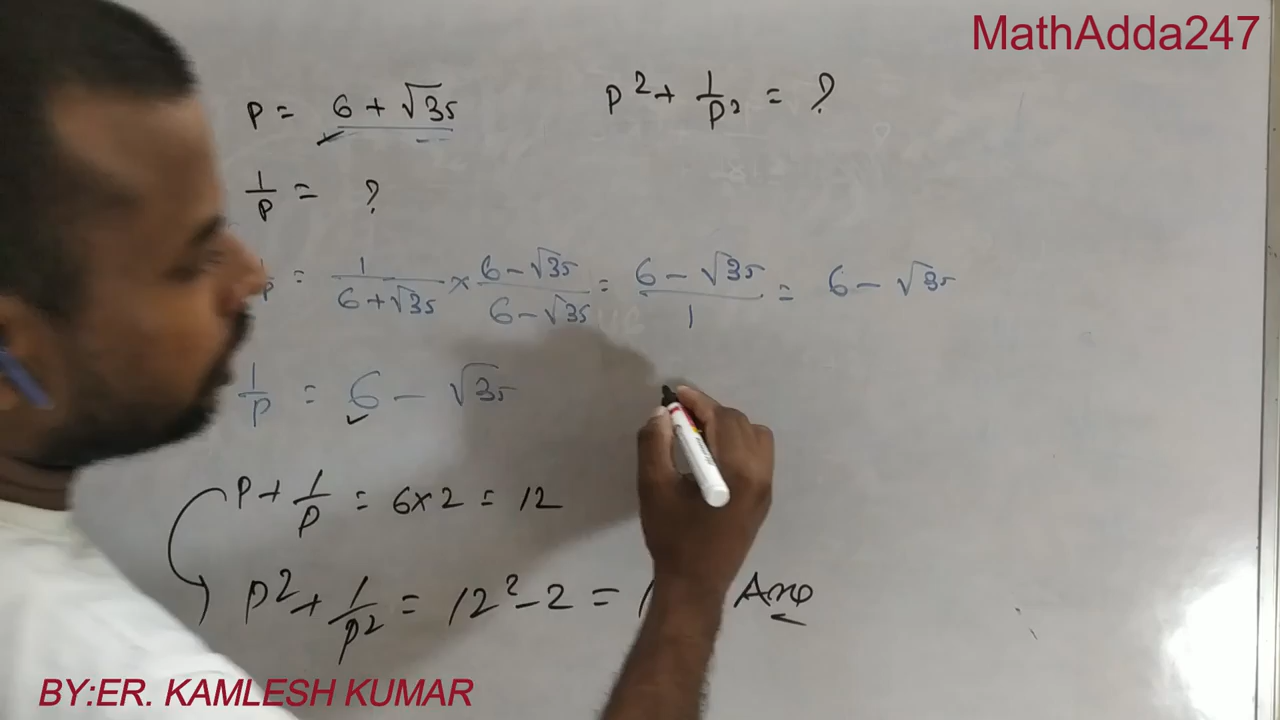 MathAdda247
P = 6 + √35 P² + 1/P² = ?
1/P = ?
= 1/(6+√35) × (6-√35)/(6-√35) = (6-√35)/1 = 6-√35
1/P = 6 - √35
P + 1/P = 6×2 = 12
P² + 1/P² = 12² - 2 = Ans
BY:ER. KAMLESH KUMAR